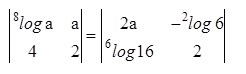 |⁸log a  a| = |2a  −²log 6|
|4  2|   |⁶log16  2|